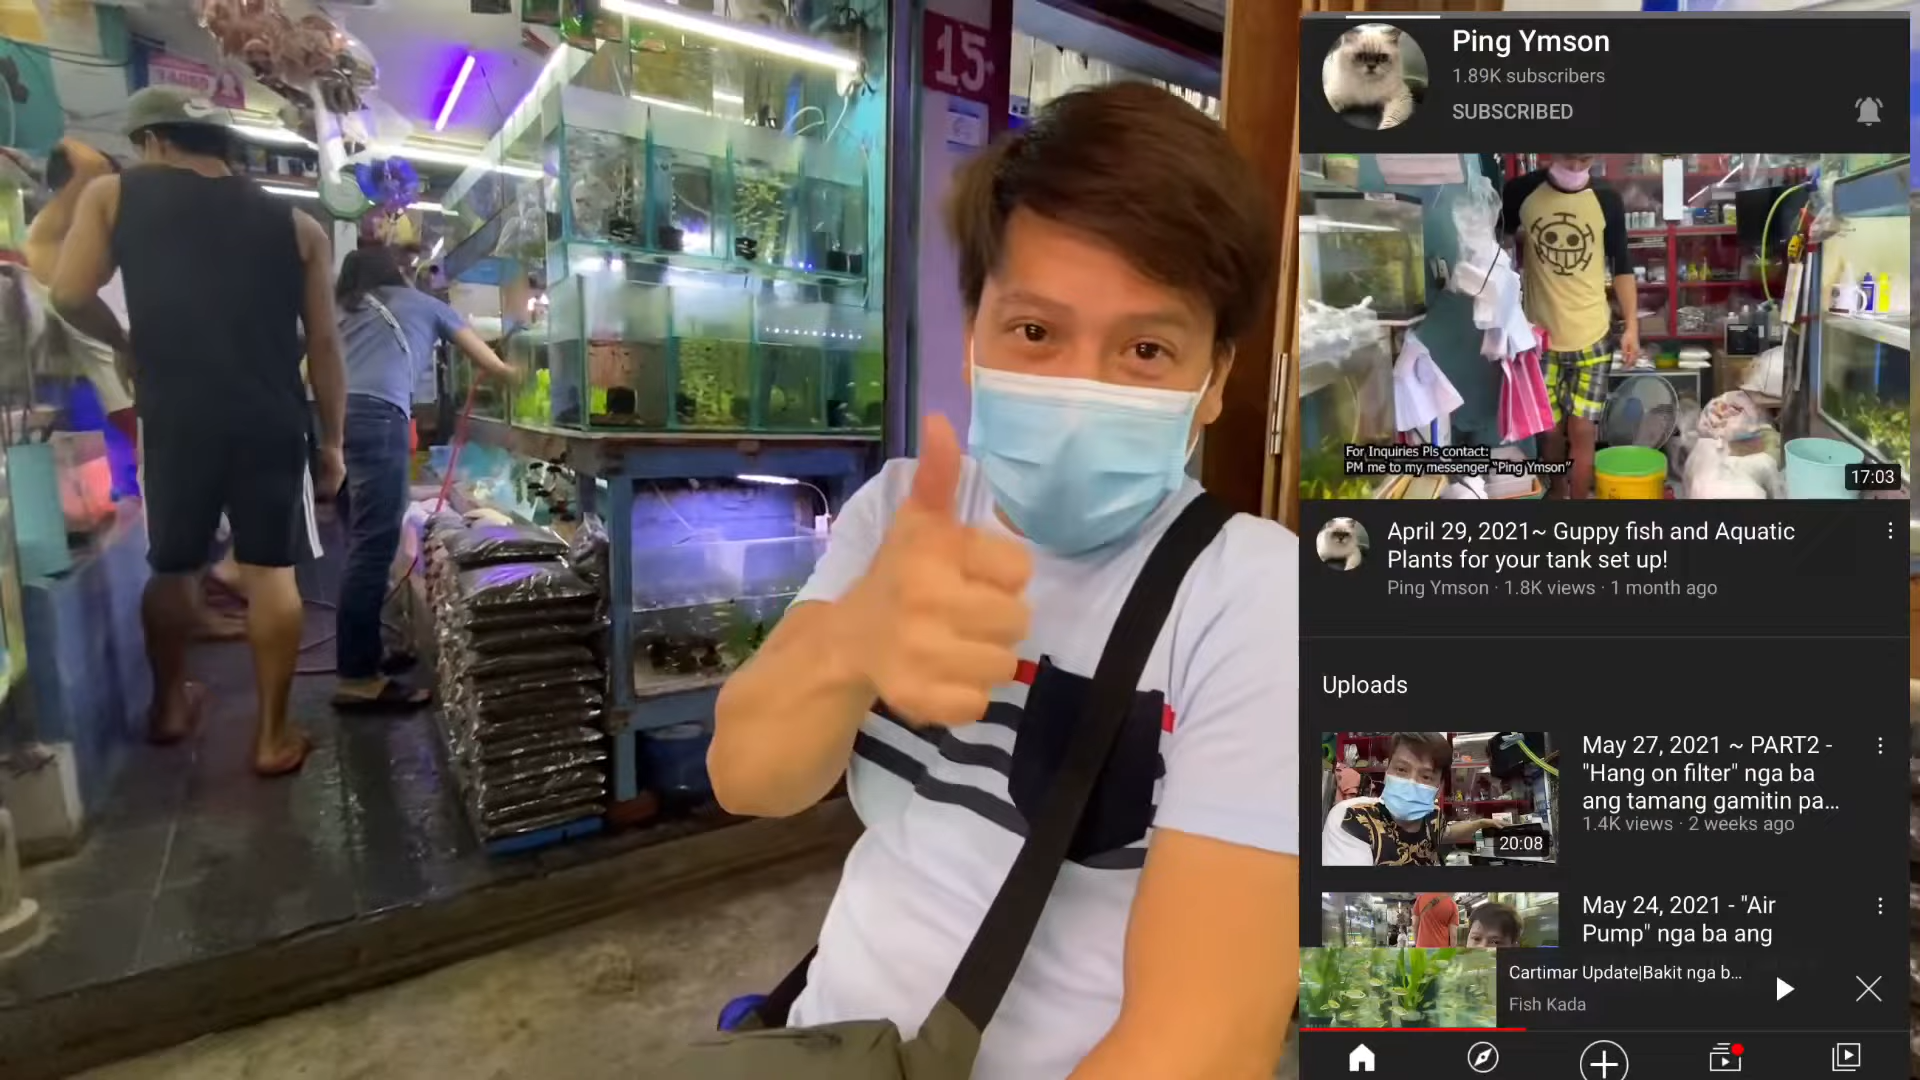 15
Ping Ymson
1.89K subscribers
SUBSCRIBED
For Inquiries Pls contact:
PM me to my messenger "Ping Ymson"
17:03
April 29, 2021~ Guppy fish and Aquatic
Plants for your tank set up!
Ping Ymson · 1.8K views · 1 month ago
Uploads
May 27, 2021 ~ PART2 -
"Hang on filter" nga ba
ang tamang gamitin pa...
1.4K views · 2 weeks ago
20:08
May 24, 2021 - "Air
Pump" nga ba ang
Cartimar Update|Bakit nga b...
Fish Kada